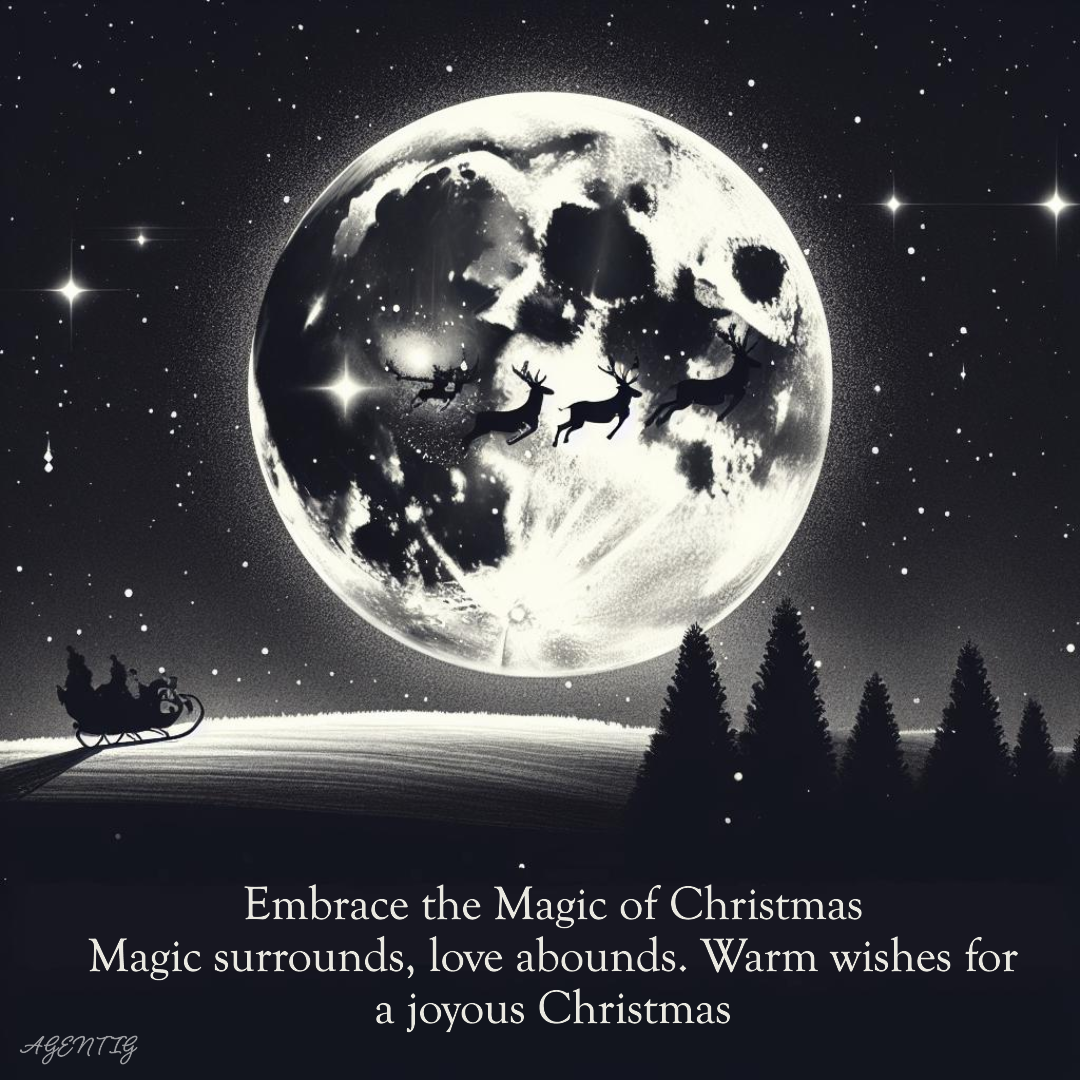 Embrace the Magic of Christmas
Magic surrounds, love abounds. Warm wishes for
a joyous Christmas
AGENTIG